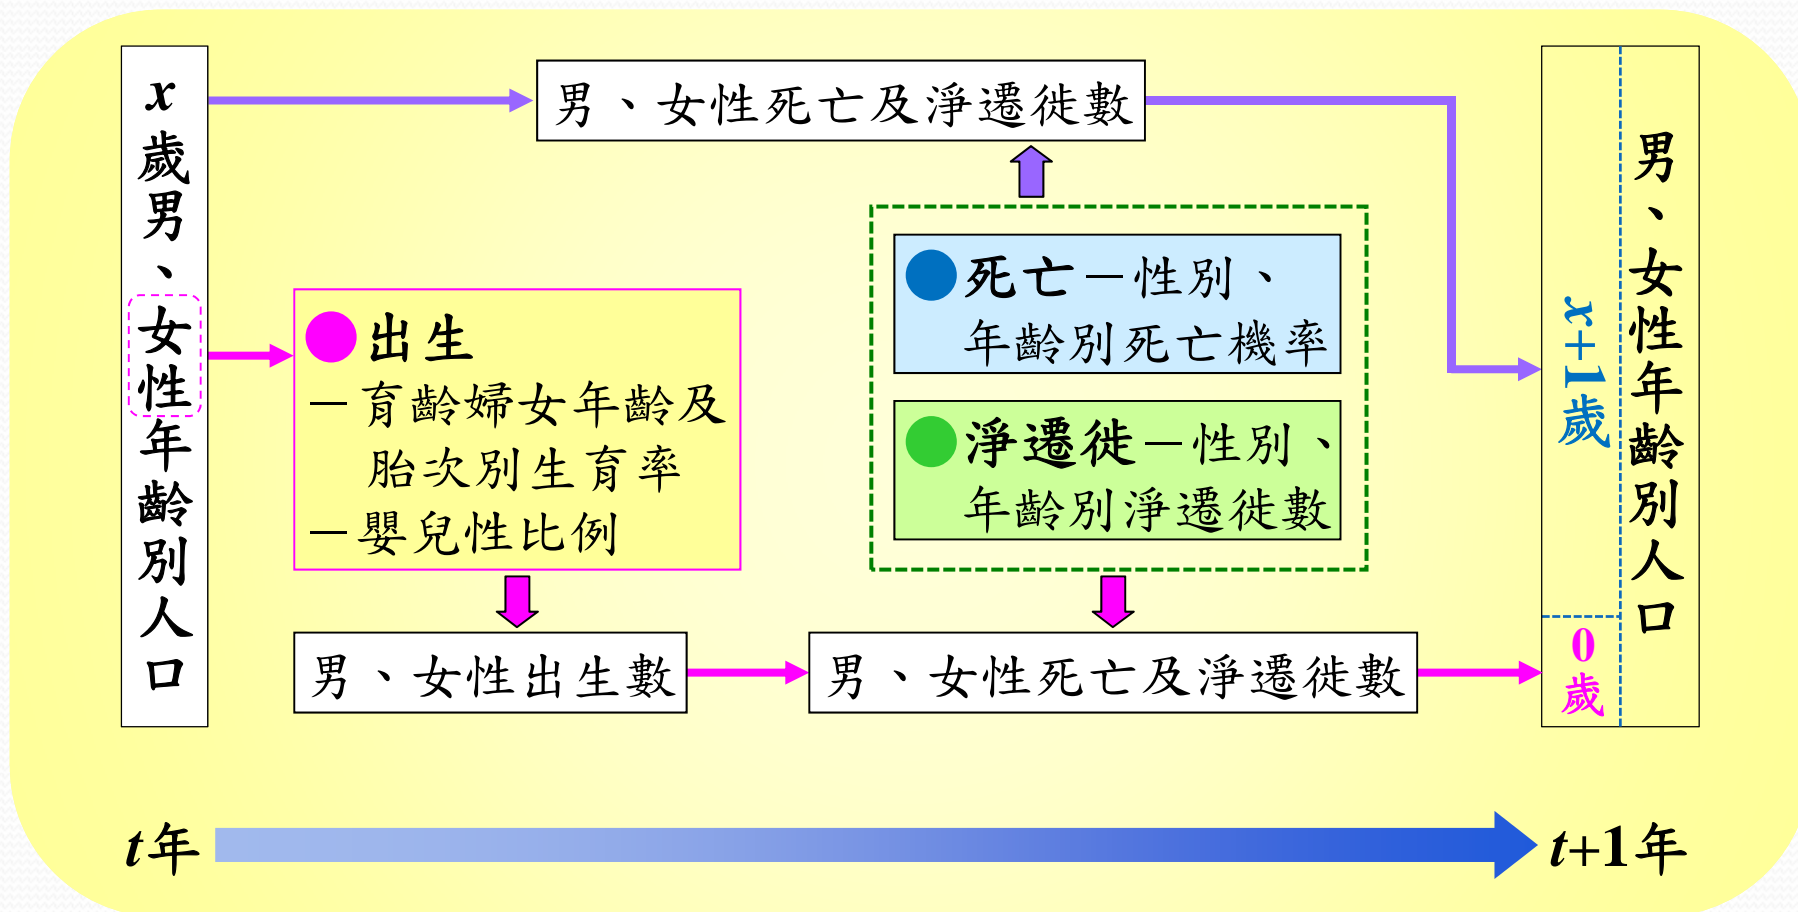 x歲男、女性年齡別人口
男、女性死亡及淨遷徙數
死亡－性別、
年齡別死亡機率
淨遷徙－性別、
年齡別淨遷徙數
出生
－育齡婦女年齡及
胎次別生育率
－嬰兒性比例
男、女性出生數
男、女性死亡及淨遷徙數
x+1歲
0歲
男、女性年齡別人口
t年
t+1年